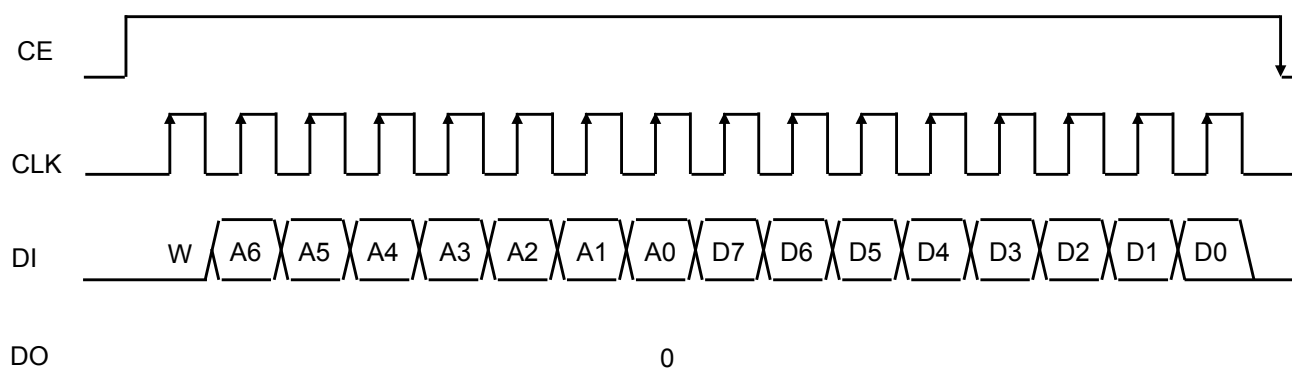 CE
CLK
DI W A6 A5 A4 A3 A2 A1 A0 D7 D6 D5 D4 D3 D2 D1 D0
DO 0